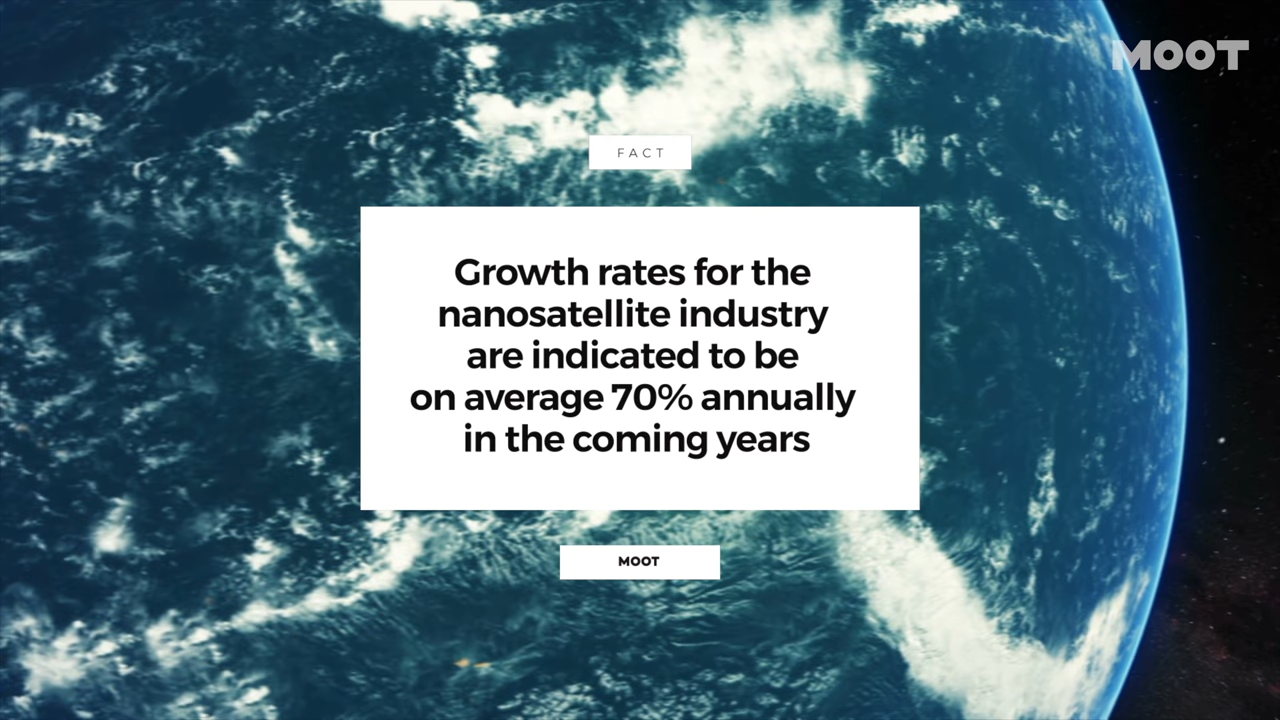 MOOT
FACT
Growth rates for the
nanosatellite industry
are indicated to be
on average 70% annually
in the coming years
MOOT